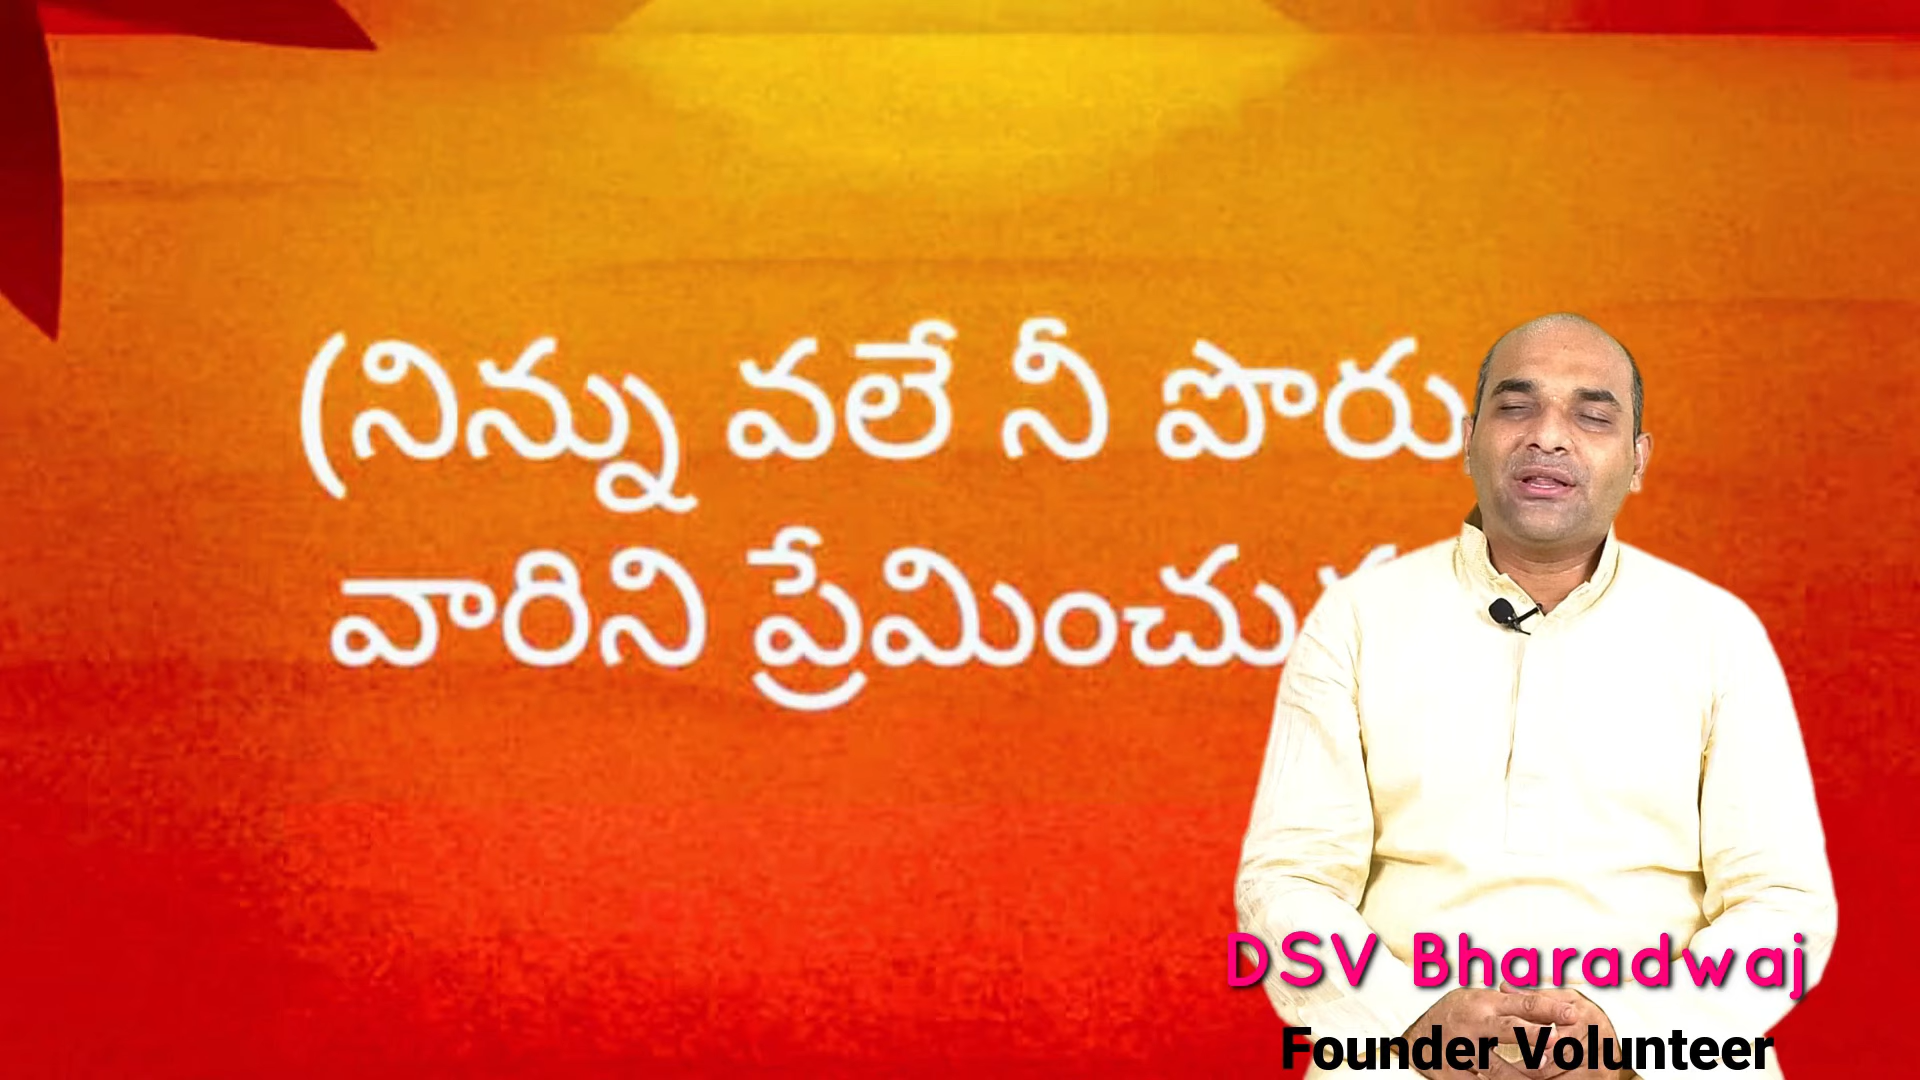 (నిన్ను వలే నీ
వారిని
DSV Bharadwaj
Founder Volunteer